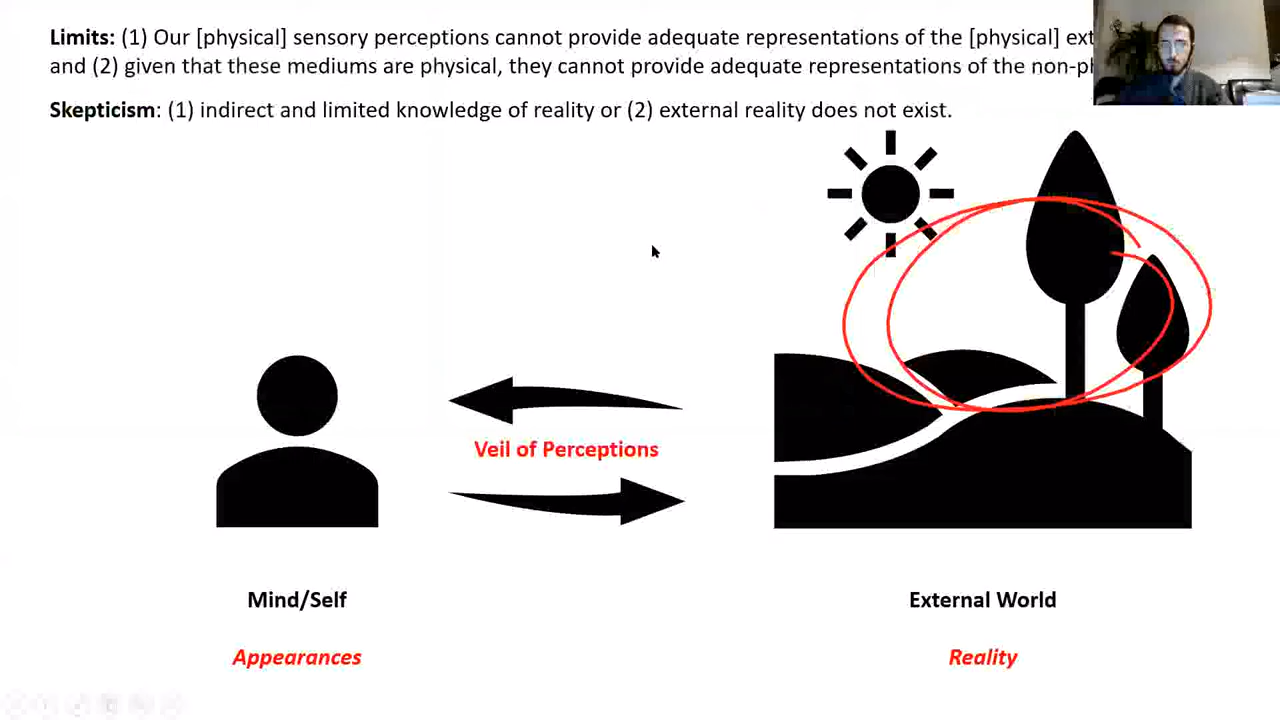 Limits: (1) Our [physical] sensory perceptions cannot provide adequate representations of the [physical]
and (2) given that these mediums are physical, they cannot provide adequate representations of the
Skepticism: (1) indirect and limited knowledge of reality or (2) external reality does not exist.
Veil of Perceptions
Mind/Self
External World
Appearances
Reality